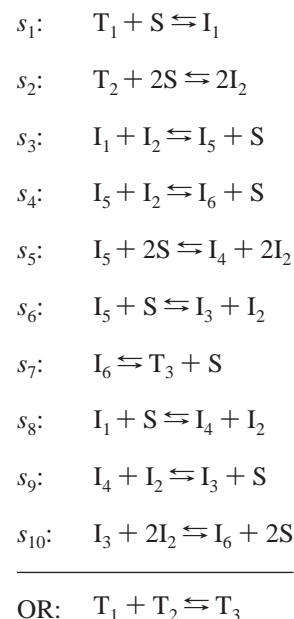 s₁: T₁ + S ⇆ I₁
s₂: T₂ + 2S ⇆ 2I₂
s₃: I₁ + I₂ ⇆ I₅ + S
s₄: I₅ + I₂ ⇆ I₆ + S
s₅: I₅ + 2S ⇆ I₄ + 2I₂
s₆: I₅ + S ⇆ I₃ + I₂
s₇: I₆ ⇆ T₃ + S
s₈: I₁ + S ⇆ I₄ + I₂
s₉: I₄ + I₂ ⇆ I₃ + S
s₁₀: I₃ + 2I₂ ⇆ I₆ + 2S
OR: T₁ + T₂ ⇆ T₃